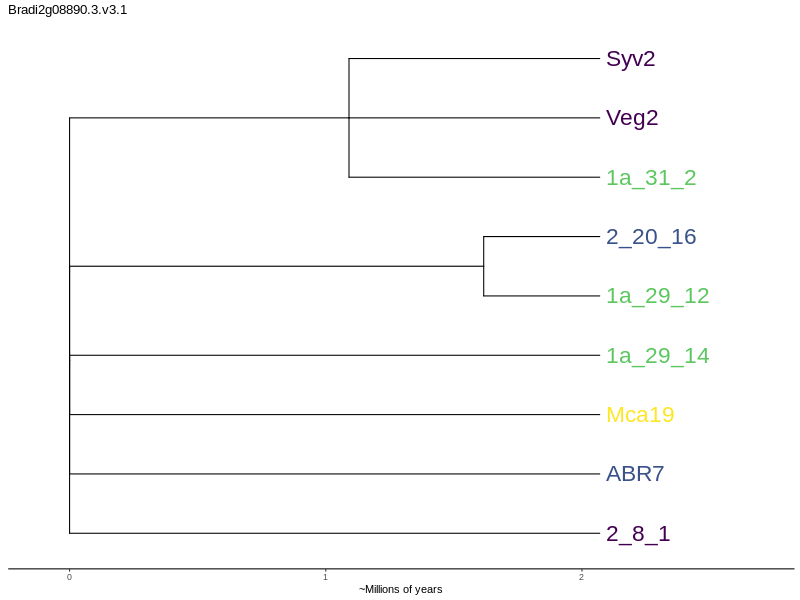 Bradi2g08890.3.v3.1
Syv2
Veg2
1a_31_2
2_20_16
1a_29_12
1a_29_14
Mca19
ABR7
2_8_1
0 1 2
~Millions of years